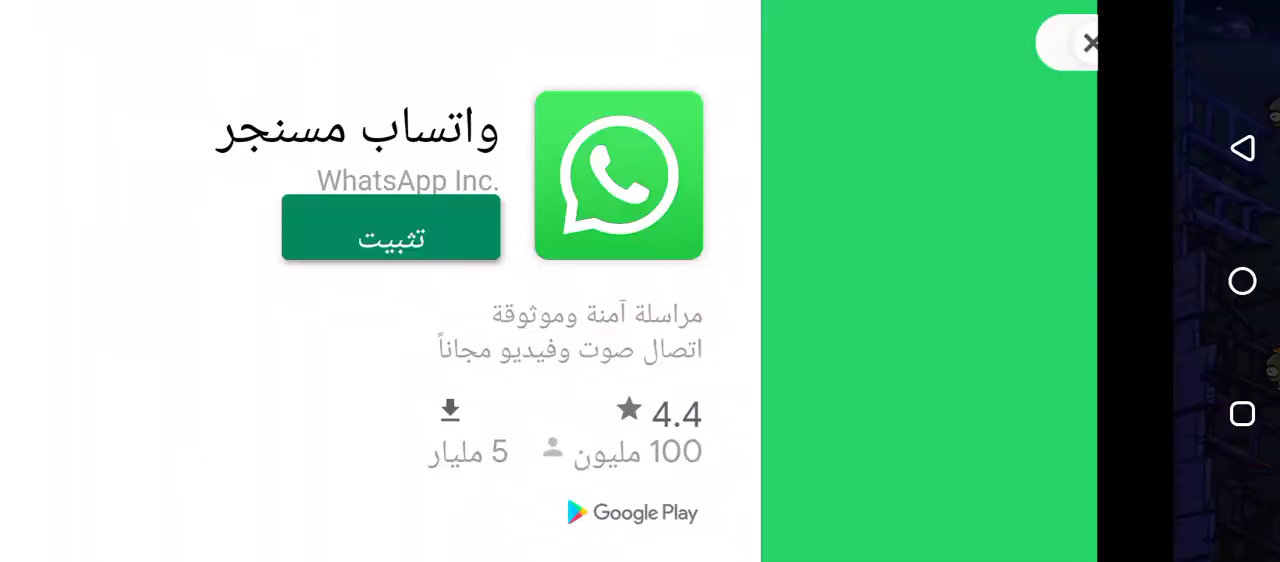 واتساب مسنجر
WhatsApp Inc.
تثبيت
مراسلة آمنة وموثوقة
اتصال صوت وفيديو مجاناً
4.4
100 مليون
5 مليار
Google Play